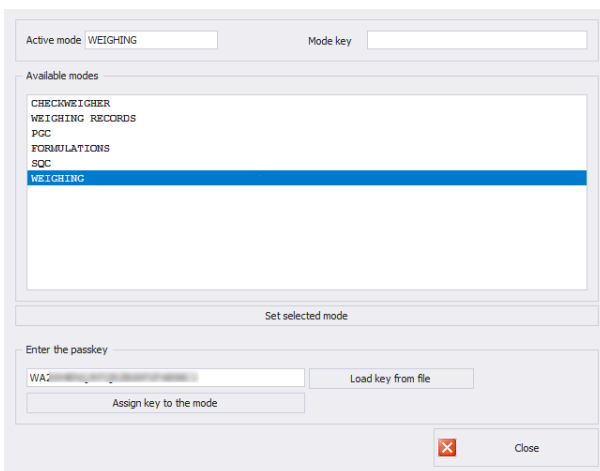 Active mode WEIGHING Mode key
Available modes
CHECKWEIGHER
WEIGHING RECORDS
PGC
FORMULATIONS
SQC
WEIGHING
Set selected mode
Enter the passkey
Load key from file
Assign key to the mode
Close